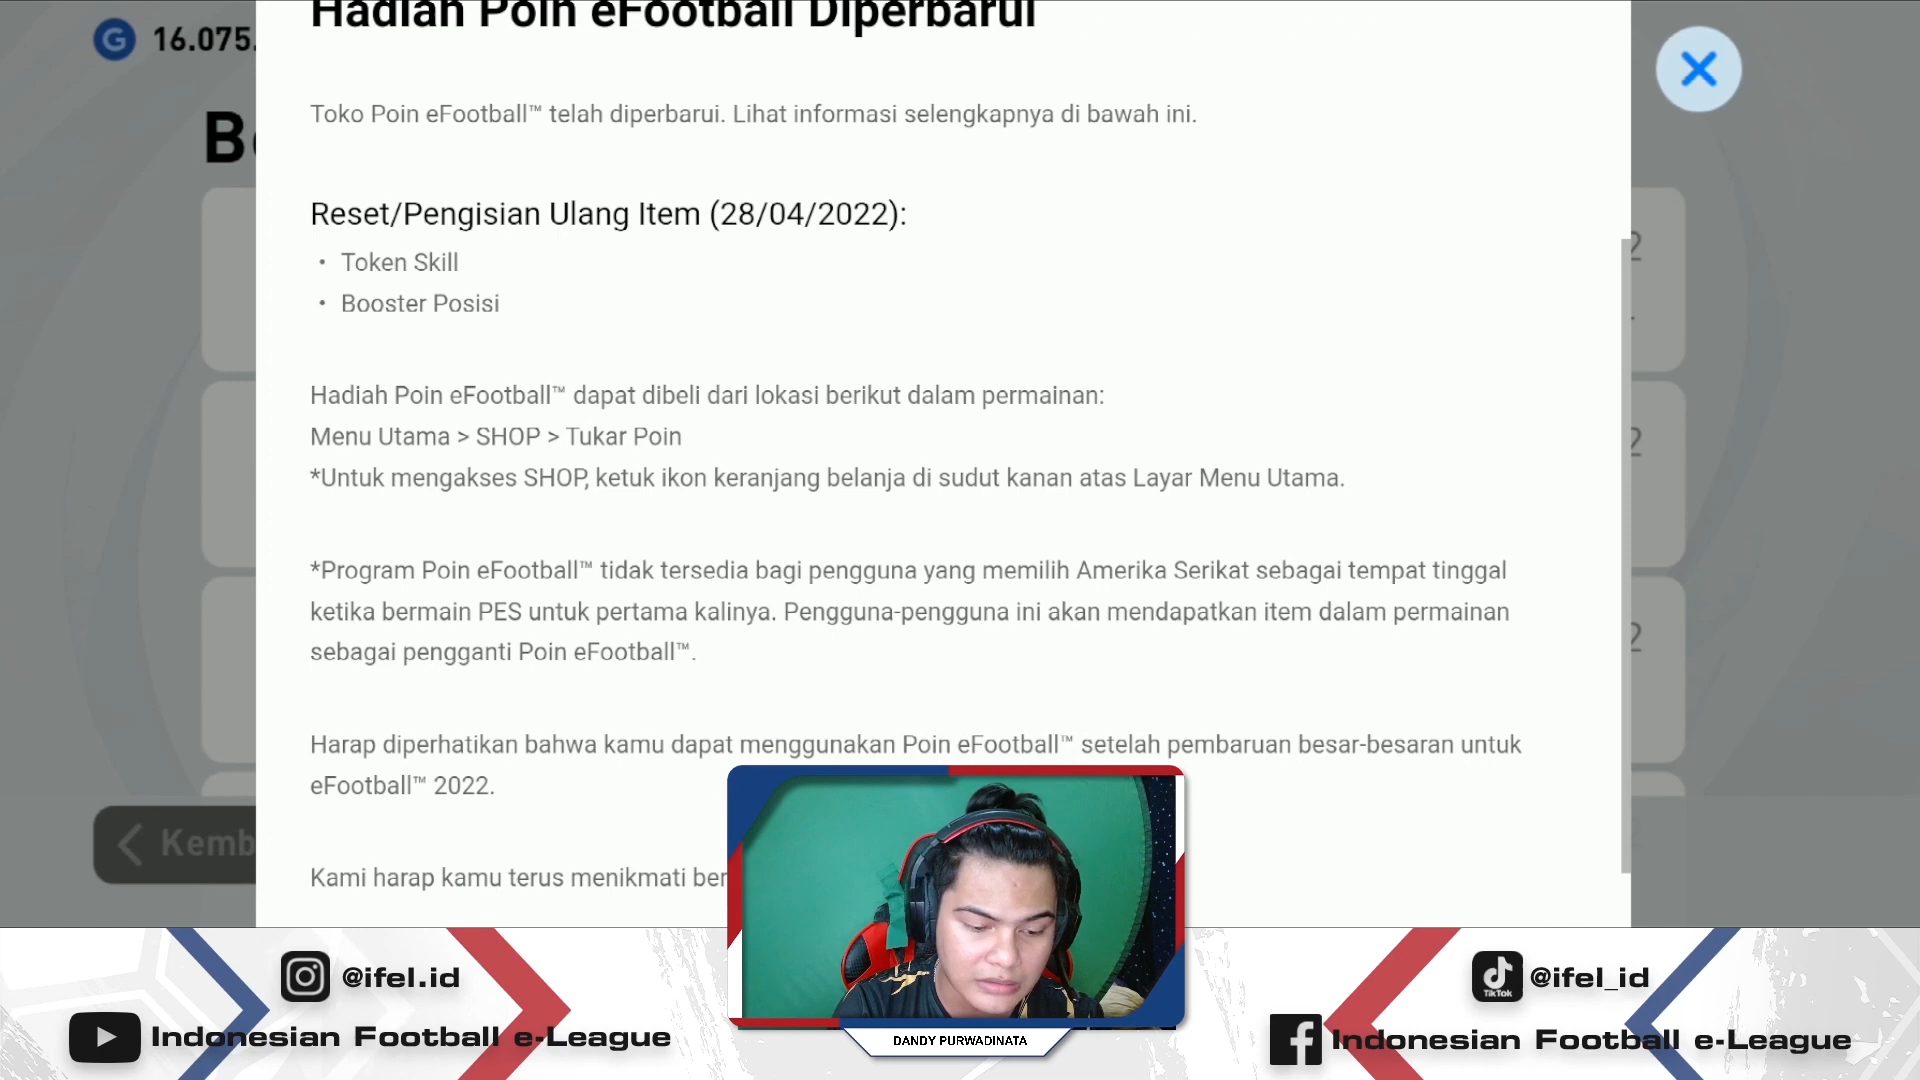 Hadiah Poin eFootball Diperbarui
16.075.
Toko Poin eFootball™ telah diperbarui. Lihat informasi selengkapnya di bawah ini.
Reset/Pengisian Ulang Item (28/04/2022):
• Token Skill
• Booster Posisi
Hadiah Poin eFootball™ dapat dibeli dari lokasi berikut dalam permainan:
Menu Utama > SHOP > Tukar Poin
*Untuk mengakses SHOP, ketuk ikon keranjang belanja di sudut kanan atas Layar Menu Utama.
*Program Poin eFootball™ tidak tersedia bagi pengguna yang memilih Amerika Serikat sebagai tempat tinggal
ketika bermain PES untuk pertama kalinya. Pengguna-pengguna ini akan mendapatkan item dalam permainan
sebagai pengganti Poin eFootball™.
Harap diperhatikan bahwa kamu dapat menggunakan Poin eFootball™ setelah pembaruan besar-besaran untuk
eFootball™ 2022.
Kemb
Kami harap kamu terus menikmati ber
@ifel.id
Indonesian Football e-League
DANDY PURWADINATA
TikTok
@ifel_id
Indonesian Football e-League